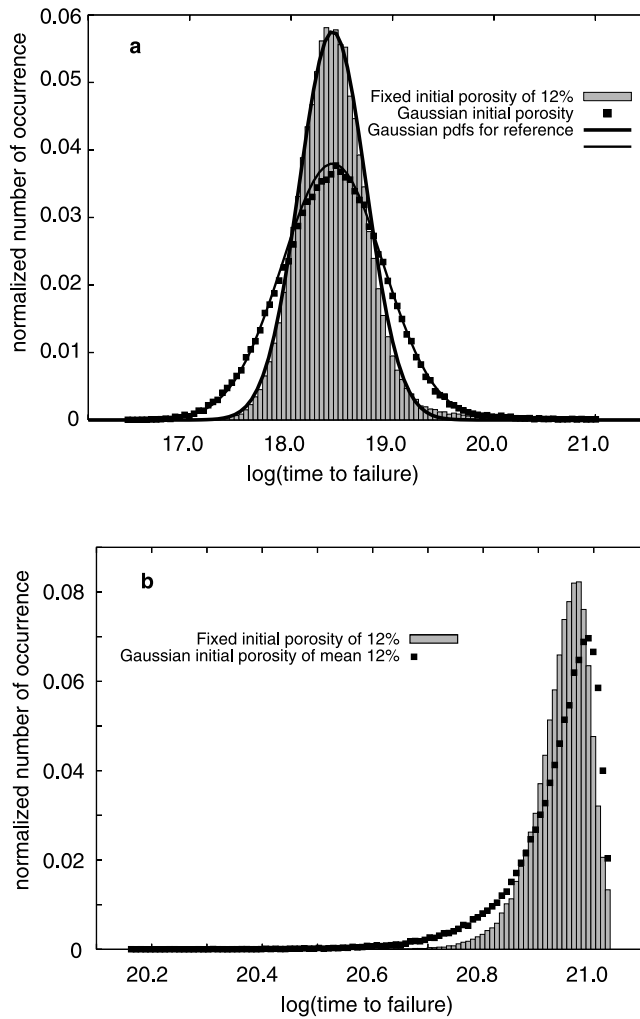 0.06
a
0.05
Fixed initial porosity of 12%
Gaussian initial porosity
Gaussian pdfs for reference
0.04
0.03
0.02
0.01
0
normalized number of occurrence
17.0 18.0 19.0 20.0 21.0
log(time to failure)
b
0.08
Fixed initial porosity of 12%
Gaussian initial porosity of mean 12%
0.06
0.04
0.02
0
normalized number of occurrence
20.2 20.4 20.6 20.8 21.0
log(time to failure)